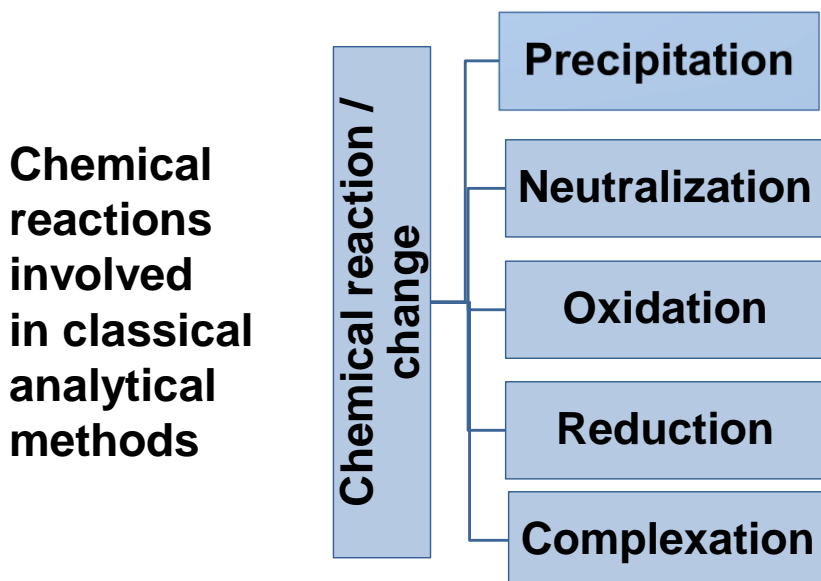 Chemical
reactions
involved
in classical
analytical
methods
Chemical reaction /
change
Precipitation
Neutralization
Oxidation
Reduction
Complexation